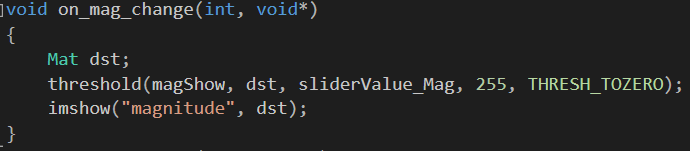 void on_mag_change(int, void*)
{
Mat dst;
threshold(magShow, dst, sliderValue_Mag, 255, THRESH_TOZERO);
imshow("magnitude", dst);
}